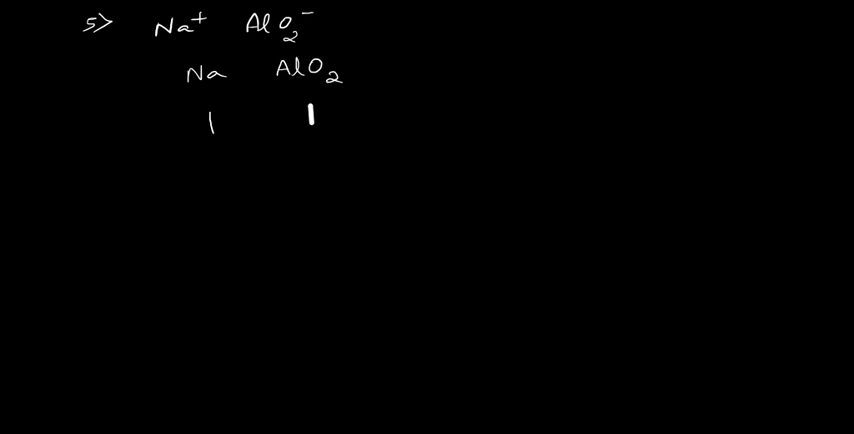 5> Na⁺ AlO₂⁻
Na AlO₂
1 1